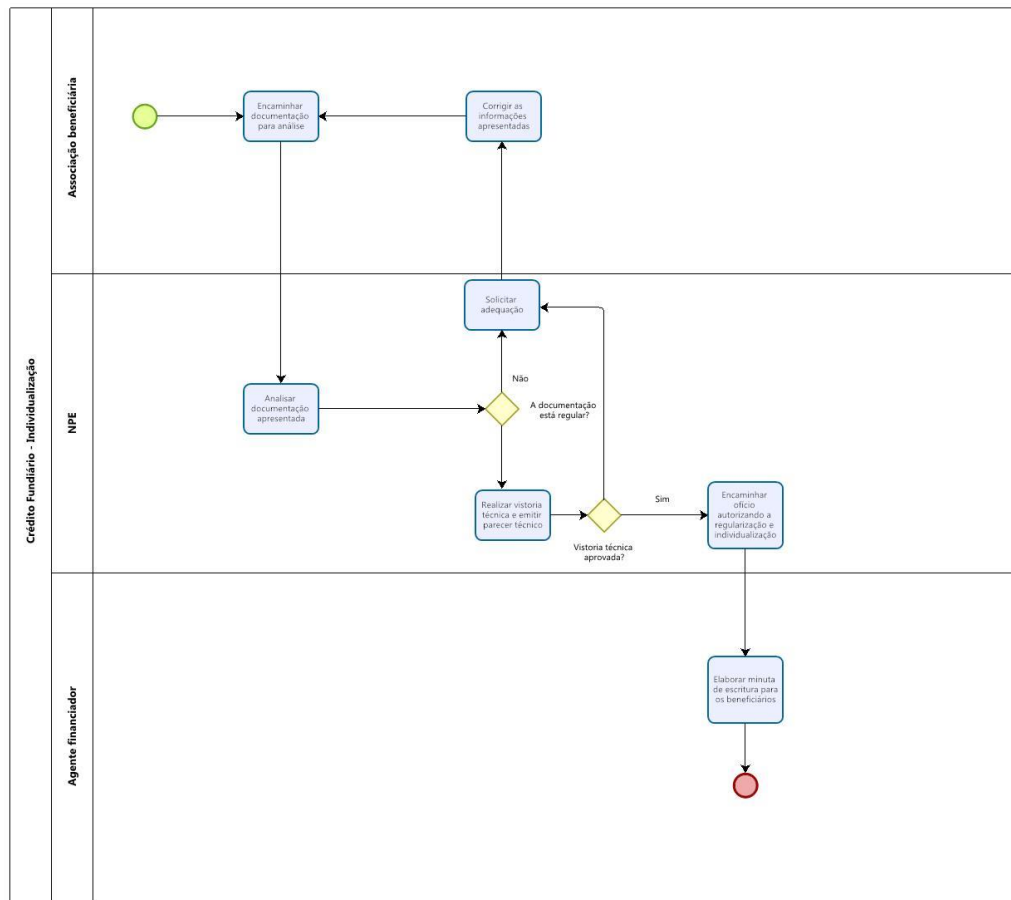 Crédito Fundiário - Individualização
Associação beneficiária
Encaminhar
documentação
para análise
Corrigir as
informações
apresentadas
NPE
Solicitar
adequação
Não
A documentação
está regular?
Analisar
documentação
apresentada
Realizar vistoria
técnica e emitir
parecer técnico
Vistoria técnica
aprovada?
Sim
Encaminhar
ofício
autorizando a
regularização e
individualização
Agente financiador
Elaborar minuta
de escritura para
os beneficiários